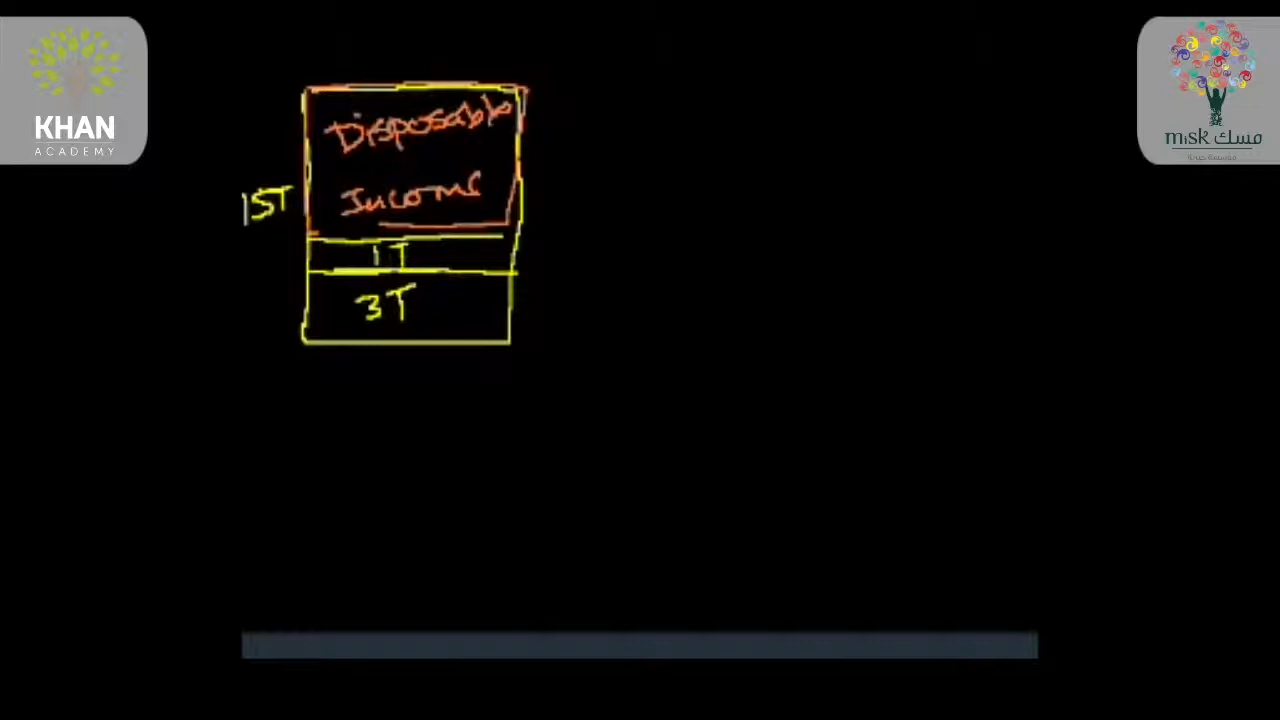 KHAN
ACADEMY
مسك misk
Disposable
Income
15T
1T
3T